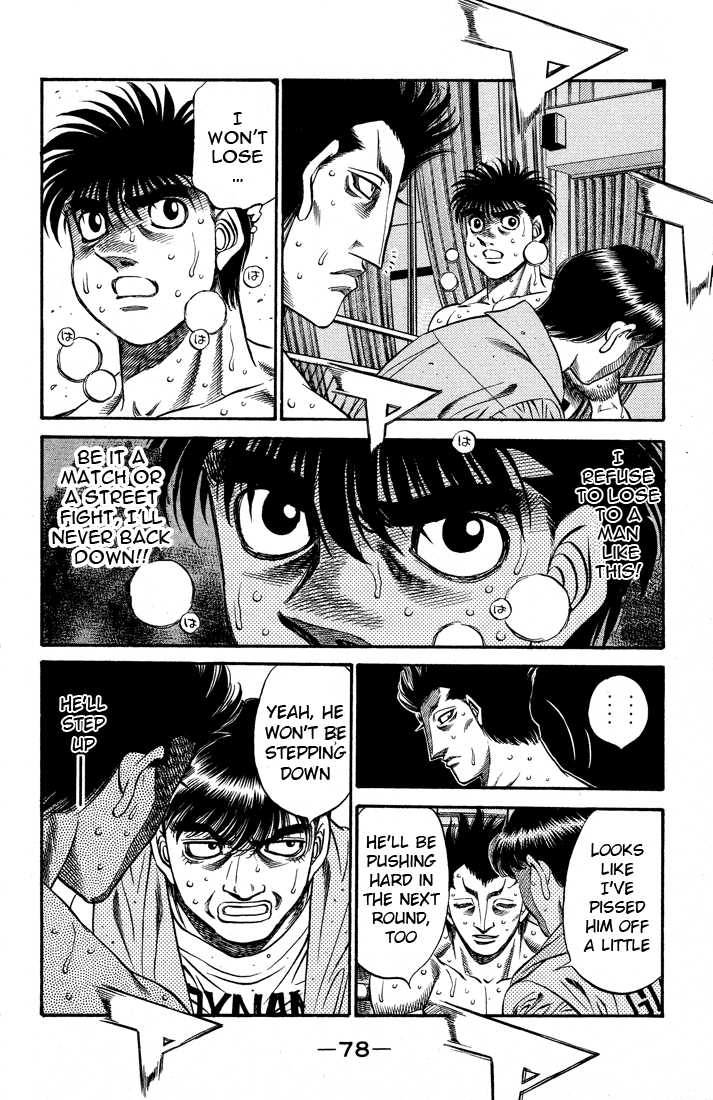 I
WON'T
LOSE
...
は
は
は
I
REFUSE
TO LOSE
TO A
MAN
LIKE
THIS!
は
は
は
BE IT A
MATCH OR
A STREET
FIGHT, I'LL
NEVER BACK
DOWN!!
....
....
LOOKS
LIKE
I'VE
PISSED
HIM OFF
A LITTLE
HE'LL BE
PUSHING
HARD IN
THE NEXT
ROUND,
TOO
YEAH, HE
WON'T BE
STEPPING
DOWN
HE'LL
STEP
UP—
—78—